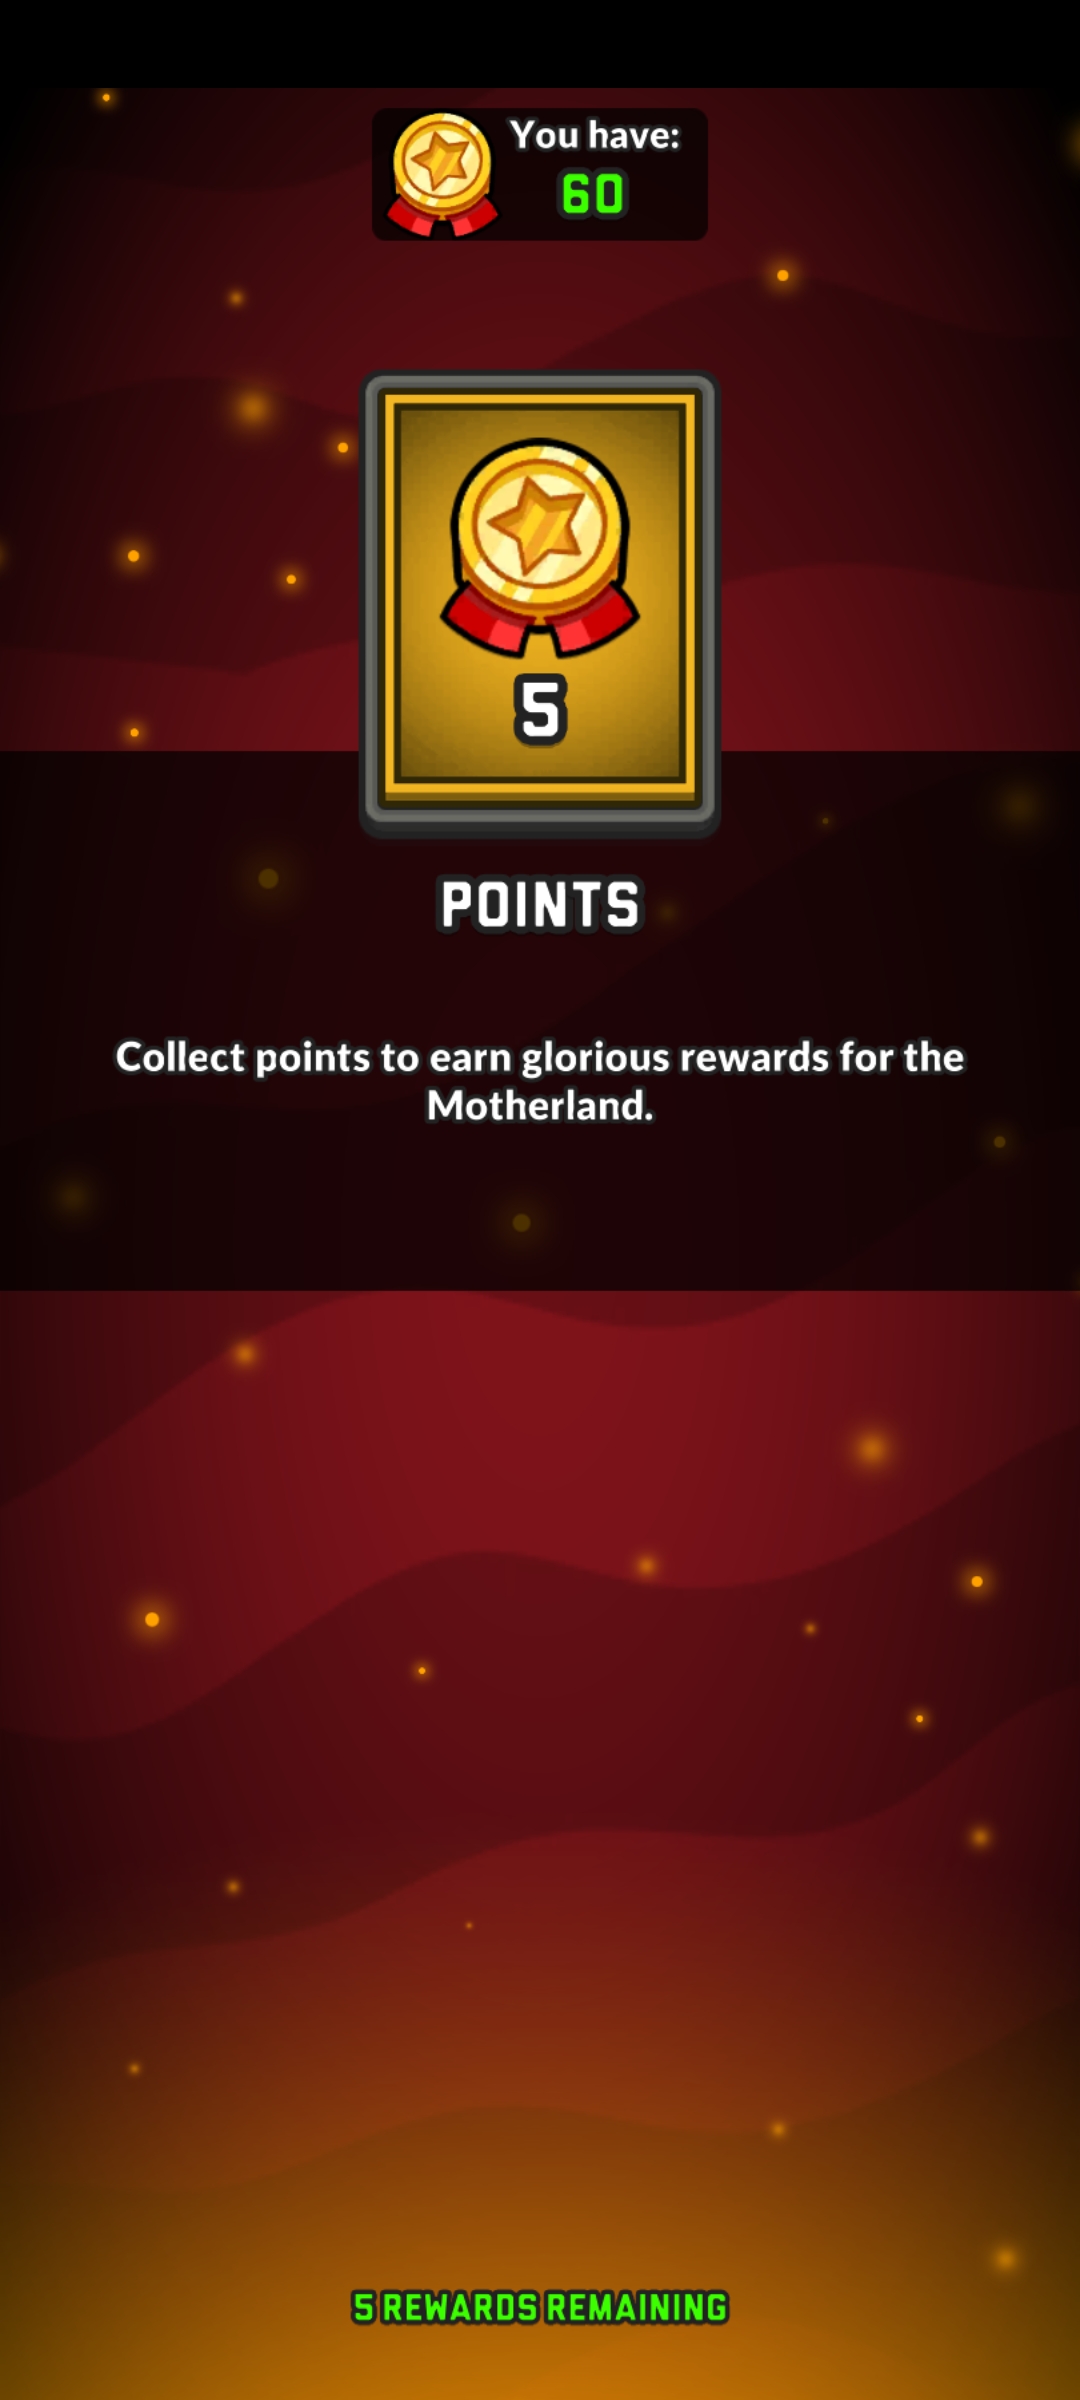 You have:
60
5
POINTS
Collect points to earn glorious rewards for the
Motherland.
5 REWARDS REMAINING